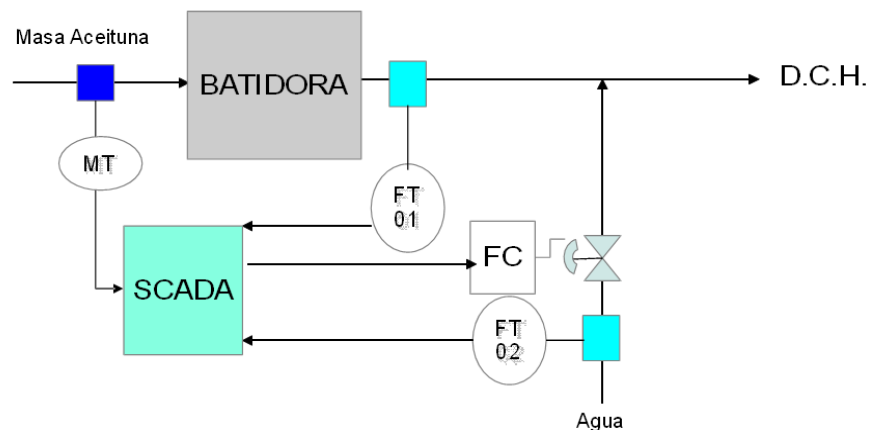 Masa Aceituna
BATIDORA
D.C.H.
MT
FT
01
FC
SCADA
FT
02
Agua